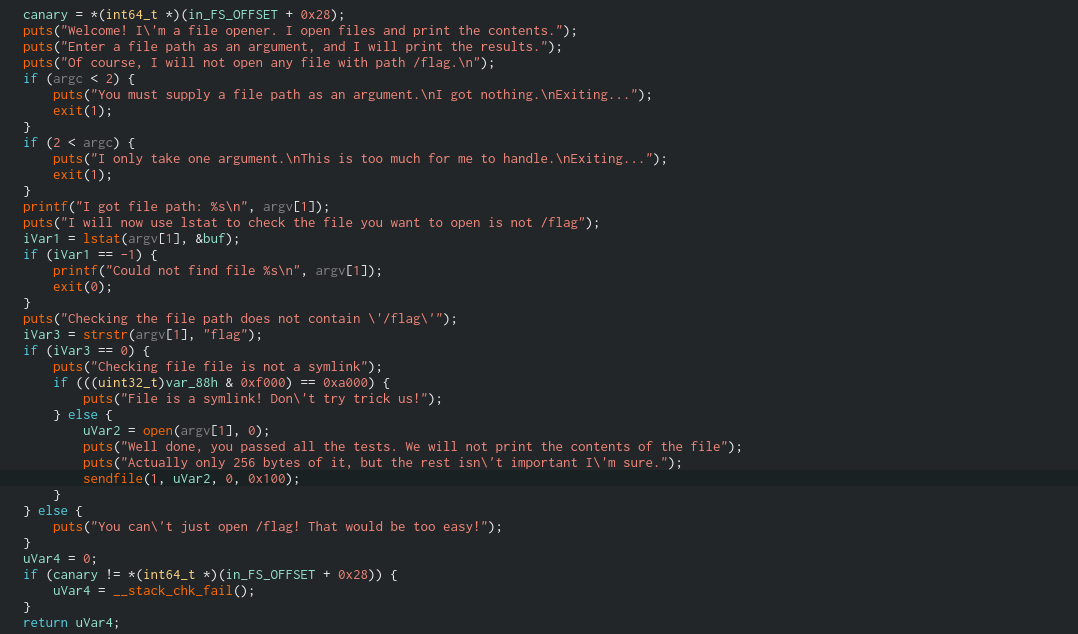 canary = *(int64_t *)(in_FS_OFFSET + 0x28);
puts("Welcome! I\'m a file opener. I open files and print the contents.");
puts("Enter a file path as an argument, and I will print the results.");
puts("Of course, I will not open any file with path /flag.\n");
if (argc < 2) {
    puts("You must supply a file path as an argument.\nI got nothing.\nExiting...");
    exit(1);
}
if (2 < argc) {
    puts("I only take one argument.\nThis is too much for me to handle.\nExiting...");
    exit(1);
}
printf("I got file path: %s\n", argv[1]);
puts("I will now use lstat to check the file you want to open is not /flag");
iVar1 = lstat(argv[1], &buf);
if (iVar1 == -1) {
    printf("Could not find file %s\n", argv[1]);
    exit(0);
}
puts("Checking the file path does not contain \'/flag\'");
iVar3 = strstr(argv[1], "flag");
if (iVar3 == 0) {
    puts("Checking file file is not a symlink");
    if (((uint32_t)var_88h & 0xf000) == 0xa000) {
        puts("File is a symlink! Don\'t try trick us!");
    } else {
        uVar2 = open(argv[1], 0);
        puts("Well done, you passed all the tests. We will not print the contents of the file");
        puts("Actually only 256 bytes of it, but the rest isn\'t important I\'m sure.");
        sendfile(1, uVar2, 0, 0x100);
    }
} else {
    puts("You can\'t just open /flag! That would be too easy!");
}
uVar4 = 0;
if (canary != *(int64_t *)(in_FS_OFFSET + 0x28)) {
    uVar4 = __stack_chk_fail();
}
return uVar4;